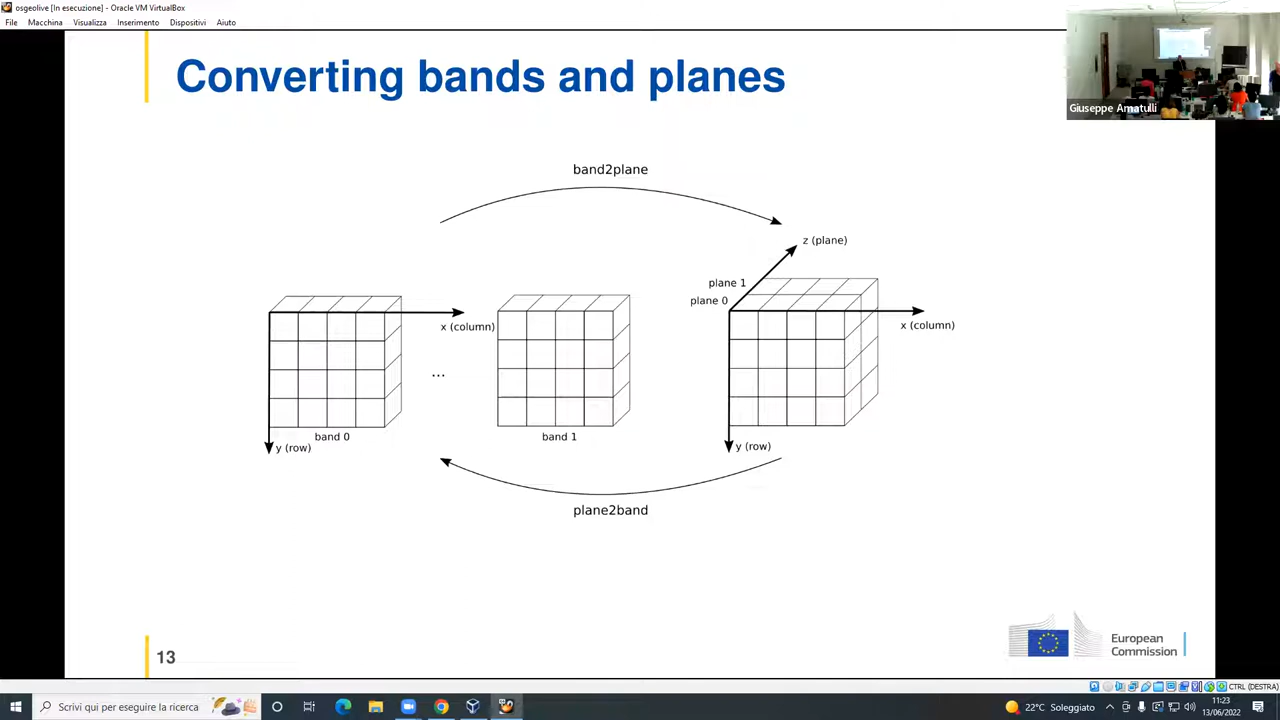 osgeolive [In esecuzione] - Oracle VM VirtualBox
File Macchina Visualizza Inserimento Dispositivi Aiuto
Converting bands and planes
Giuseppe Amatulli
band2plane
z (plane)
plane 1
plane 0
x (column)
x (column)
...
band 0
band 1
y (row)
y (row)
plane2band
13
European
Commission
CTRL (DESTRA)
Scrivi qui per eseguire la ricerca
22°C Soleggiato
11:23
13/06/2022